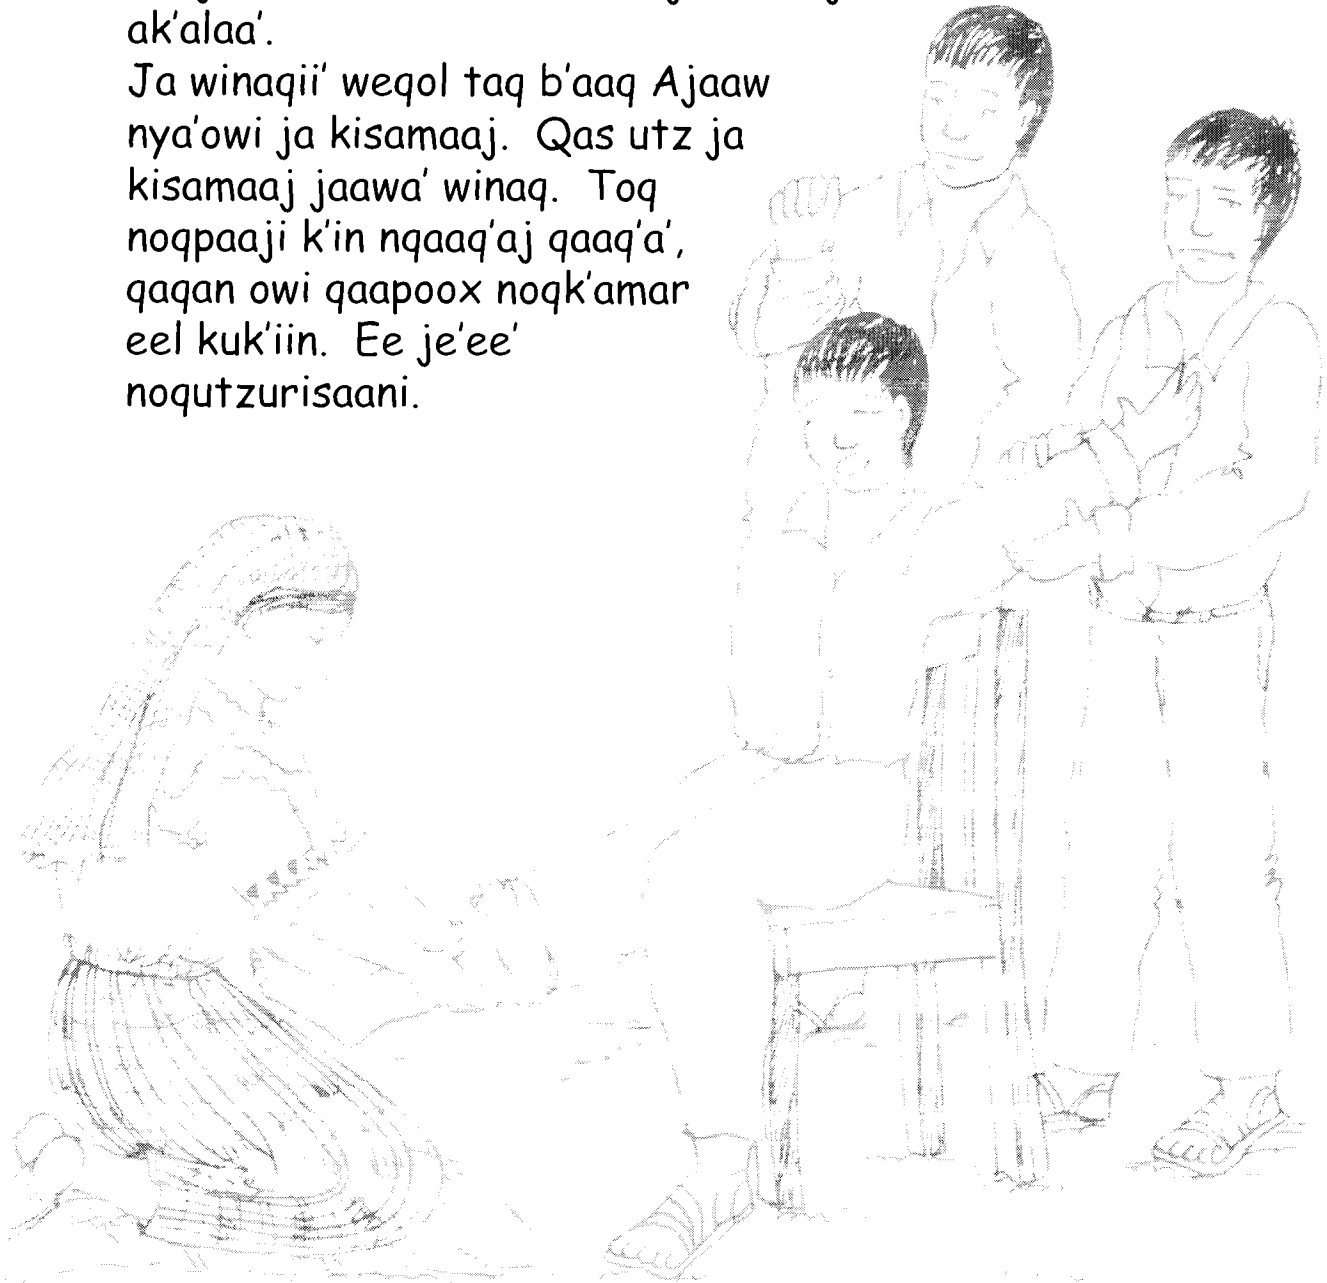 ak'alaa'.
Ja winaqii' weqol taq b'aaq Ajaaw
nya'owi ja kisamaaj.  Qas utz ja
kisamaaj jaawa' winaq.  Toq
noqpaaji k'in nqaaq'aj qaaq'a',
qaqan owi qaapoox noqk'amar
eel kuk'iin.  Ee je'ee'
noqutzurisaani.